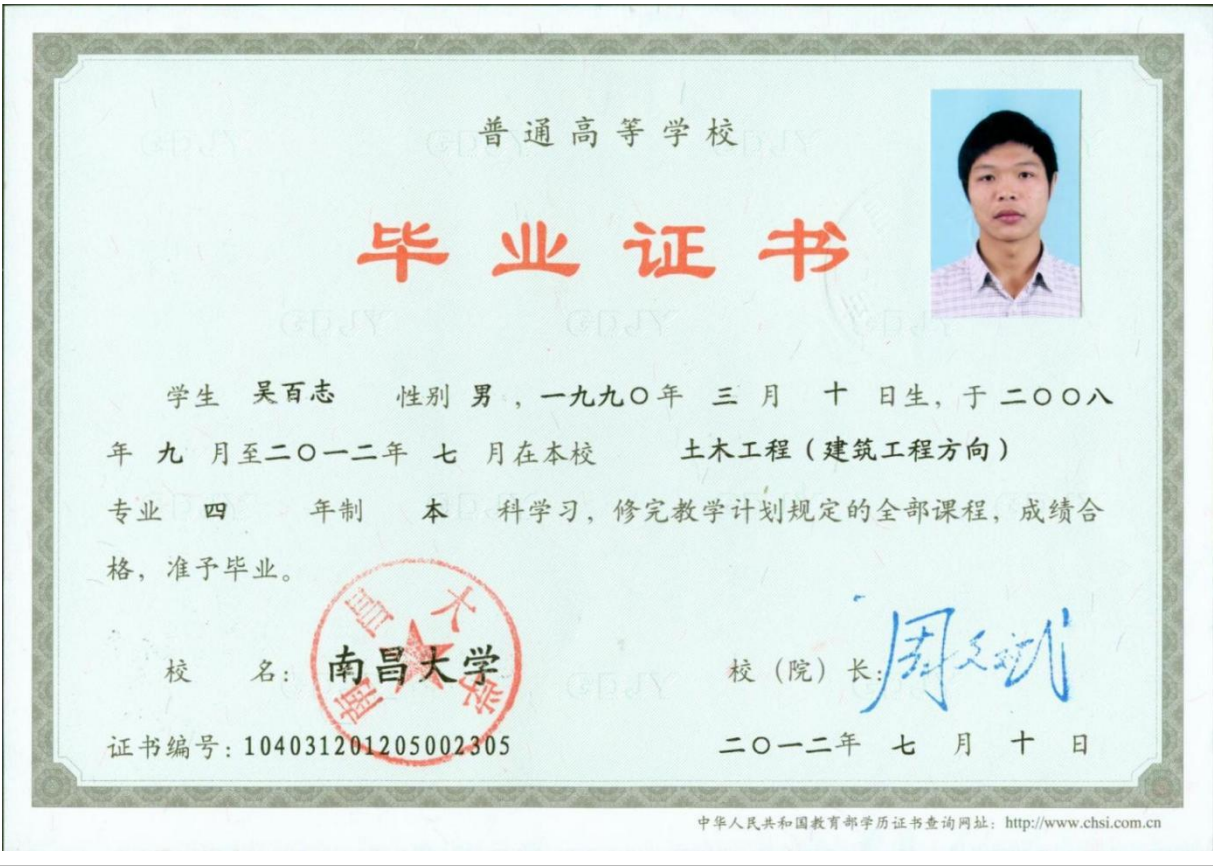 普通高等学校
毕业证书
学生 吴百志 性别 男 ，一九九〇年 三 月 十 日生，于 二〇〇八
年 九 月至二〇一二年 七 月在本校 土木工程（建筑工程方向）
专业 四 年制 本 科学习，修完教学计划规定的全部课程，成绩合
格，准予毕业。
南昌大学
校 名：南昌大学 校（院）长：周文斌
证书编号：104031201205002305 二〇一二年 七 月 十 日
中华人民共和国教育部学历证书查询网址：http://www.chsi.com.cn